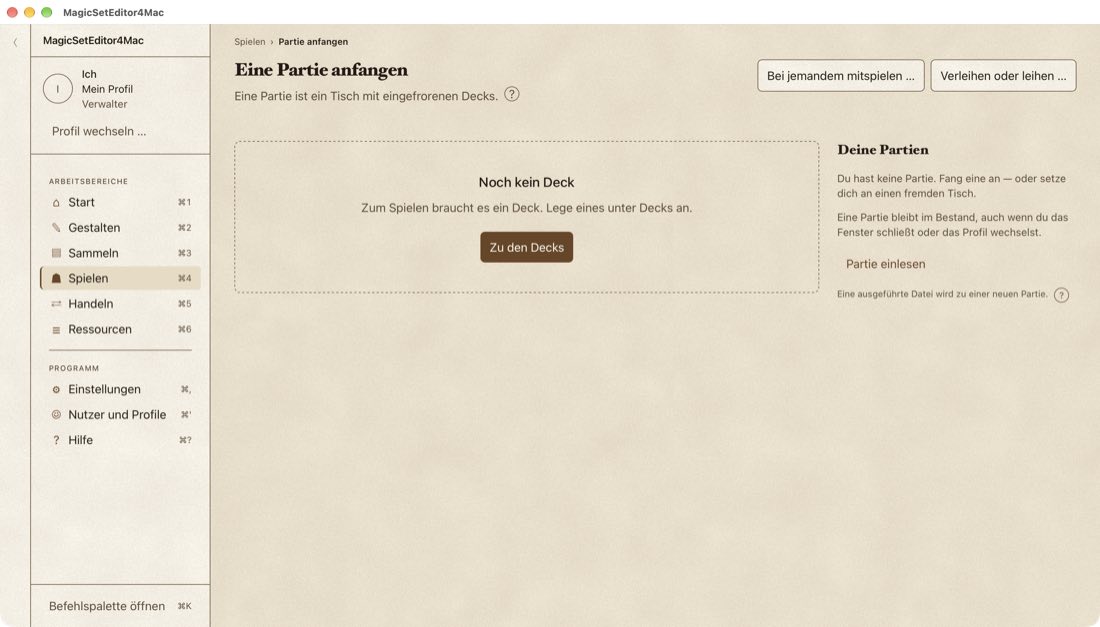 MagicSetEditor4Mac
MagicSetEditor4Mac
I
Ich
Mein Profil
Verwalter
Profil wechseln ...
ARBEITSBEREICHE
Start ⌘1
Gestalten ⌘2
Sammeln ⌘3
Spielen ⌘4
Handeln ⌘5
Ressourcen ⌘6
PROGRAMM
Einstellungen ⌘,
Nutzer und Profile ⌘'
? Hilfe ⌘?
Befehlspalette öffnen ⌘K
Spielen › Partie anfangen
Eine Partie anfangen
Eine Partie ist ein Tisch mit eingefrorenen Decks. ?
Bei jemandem mitspielen ...
Verleihen oder leihen ...
Noch kein Deck
Zum Spielen braucht es ein Deck. Lege eines unter Decks an.
Zu den Decks
Deine Partien
Du hast keine Partie. Fang eine an — oder setze
dich an einen fremden Tisch.
Eine Partie bleibt im Bestand, auch wenn du das
Fenster schließt oder das Profil wechselst.
Partie einlesen
Eine ausgeführte Datei wird zu einer neuen Partie. ?